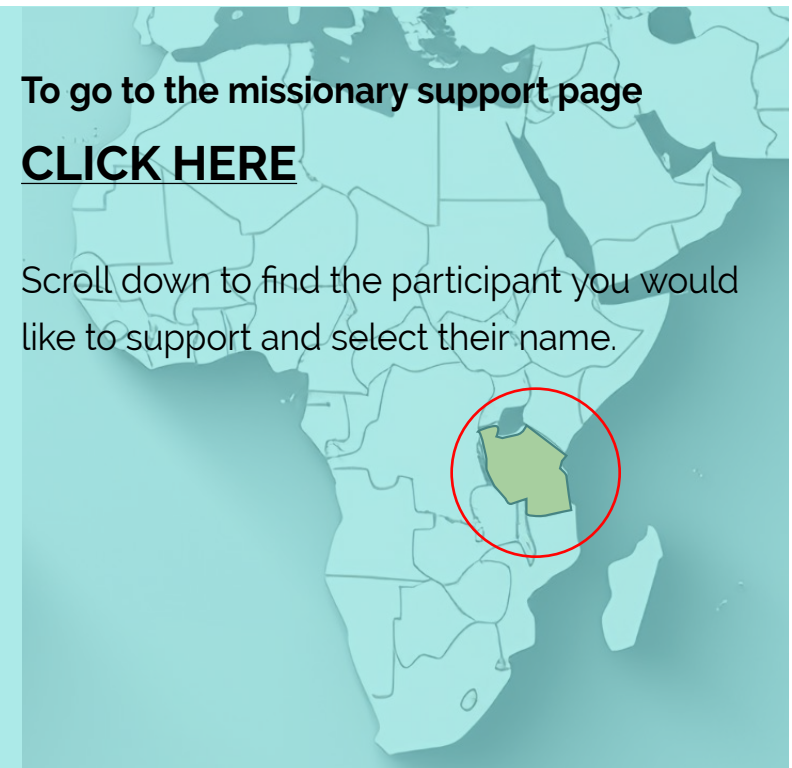 To go to the missionary support page
CLICK HERE
Scroll down to find the participant you would
like to support and select their name.